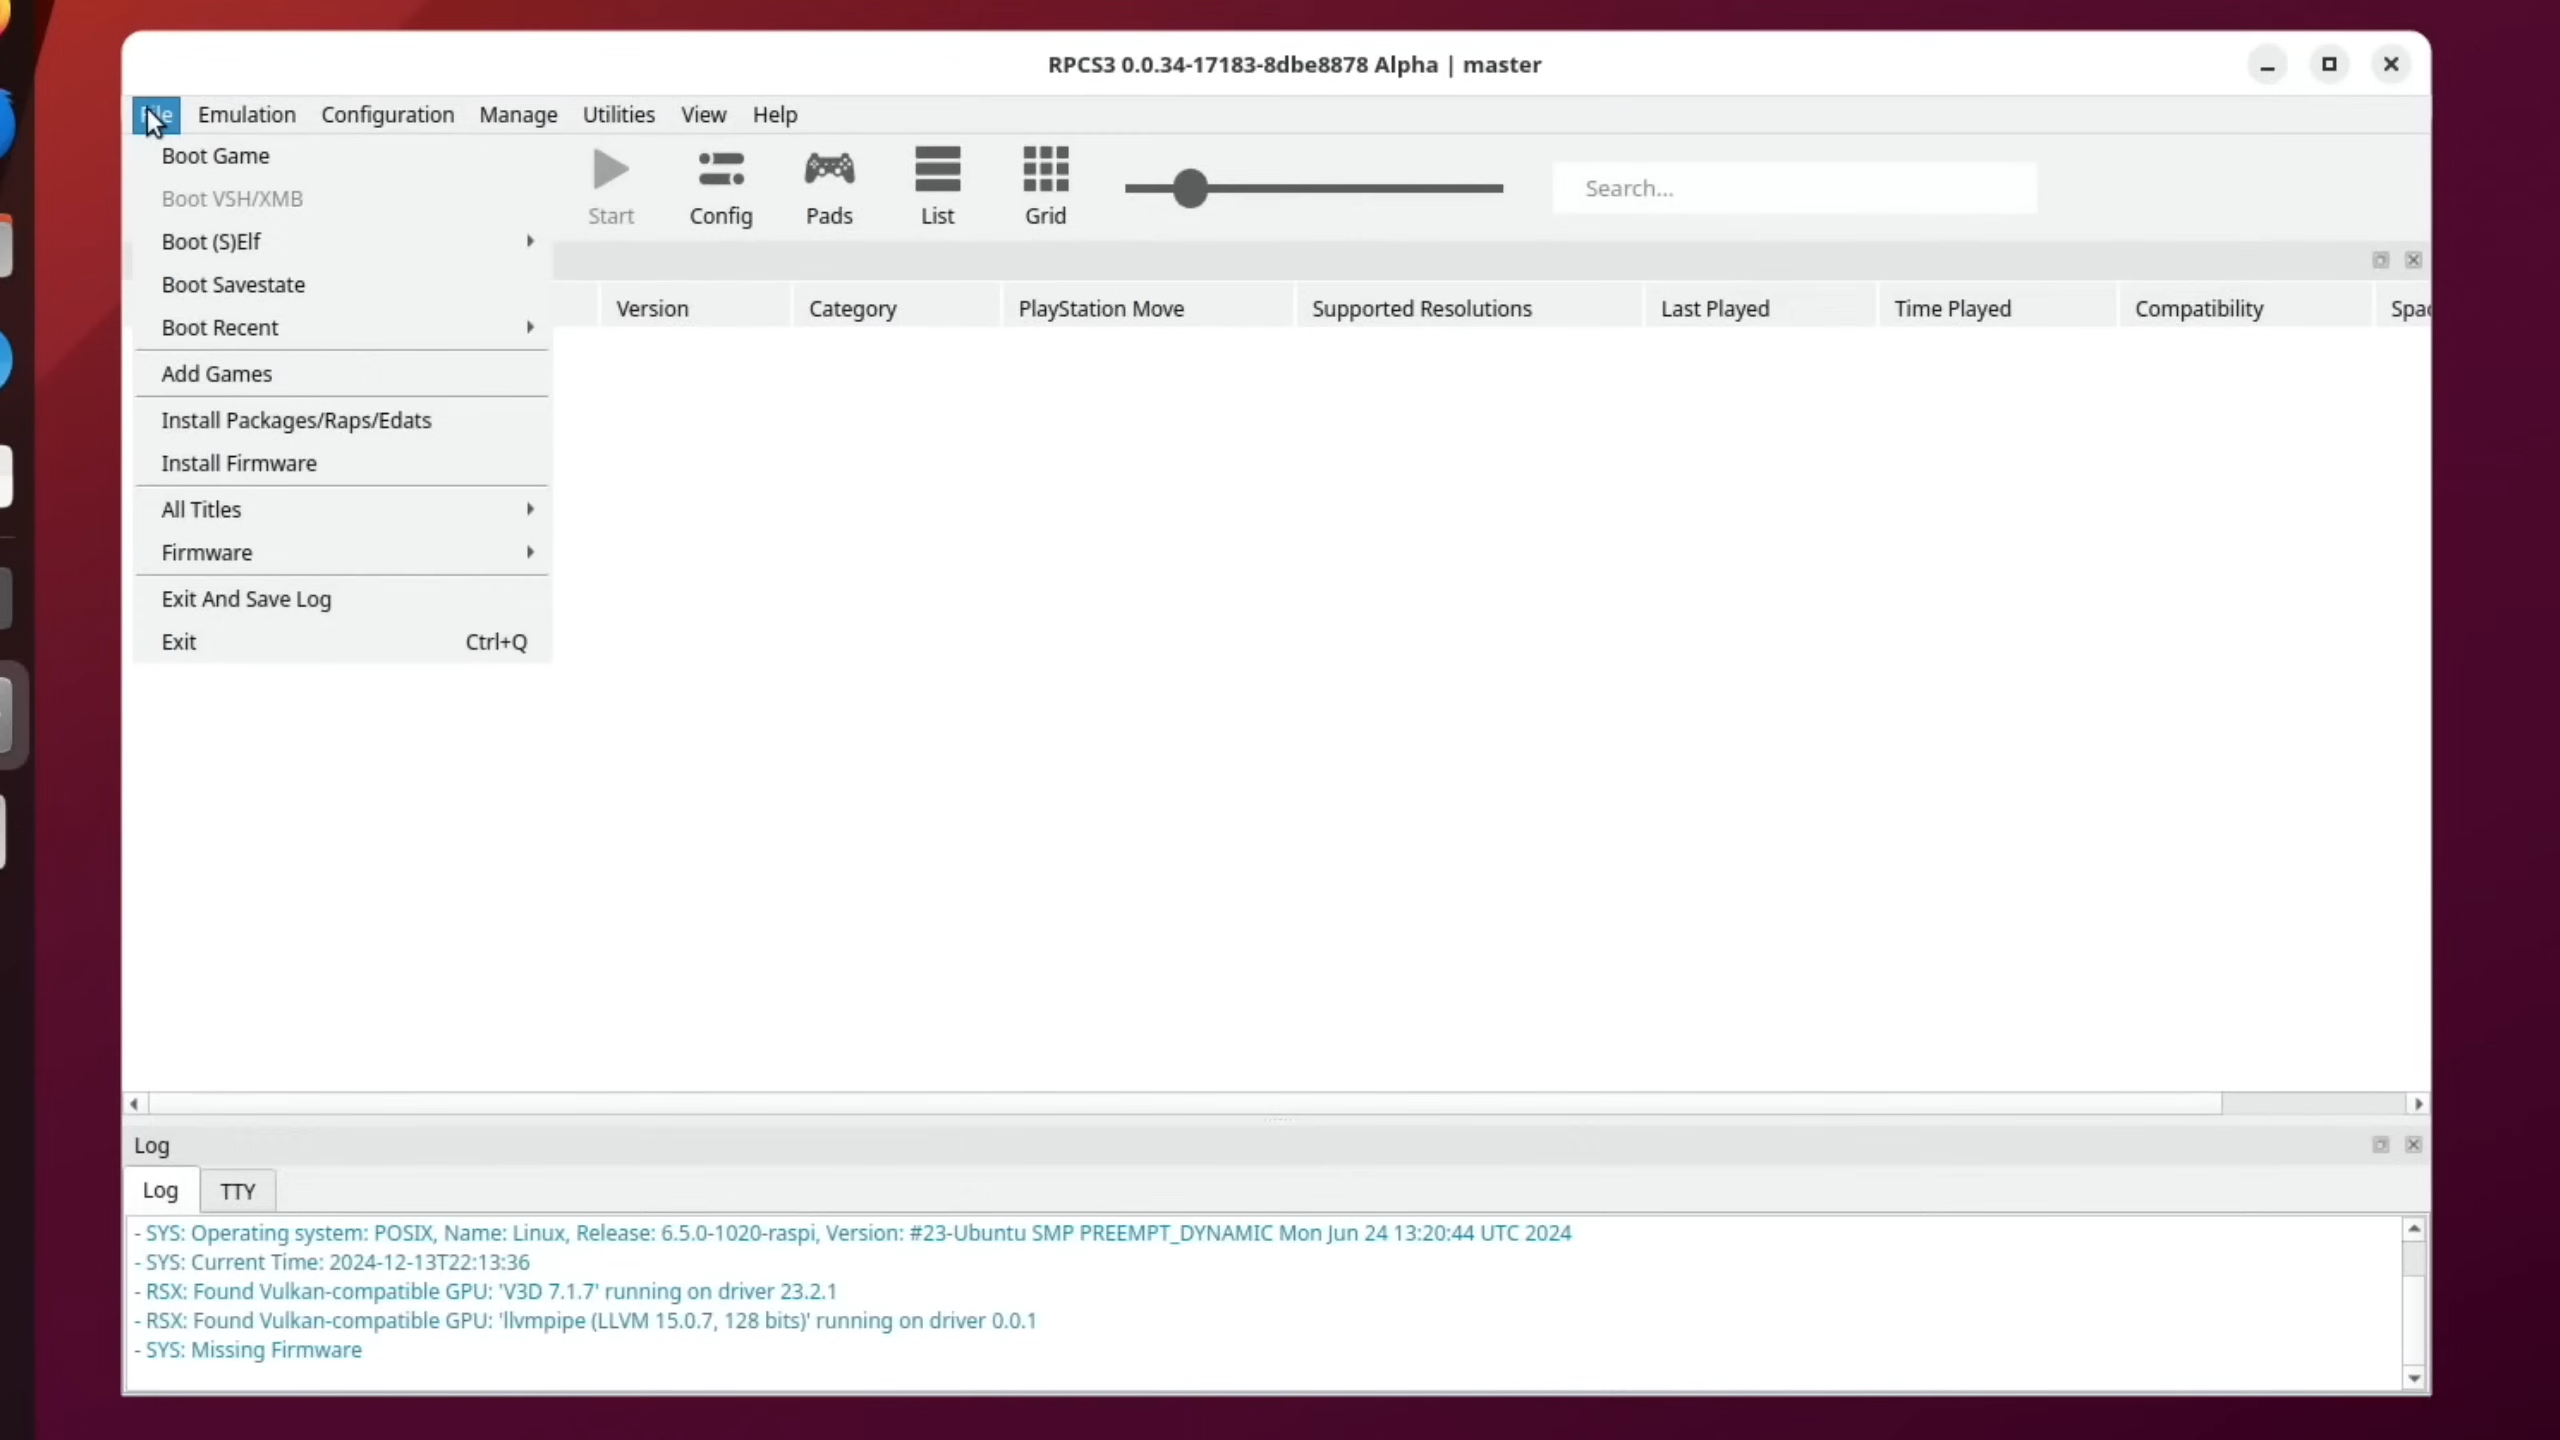 RPCS3 0.0.34-17183-8dbe8878 Alpha | master
Emulation Configuration Manage Utilities View Help
Boot Game
Boot VSH/XMB
Boot (S)Elf
Boot Savestate
Boot Recent
Add Games
Install Packages/Raps/Edats
Install Firmware
All Titles
Firmware
Exit And Save Log
Exit Ctrl+Q
Start Config Pads List Grid
Search...
Version Category PlayStation Move Supported Resolutions Last Played Time Played Compatibility
Log
Log TTY
- SYS: Operating system: POSIX, Name: Linux, Release: 6.5.0-1020-raspi, Version: #23-Ubuntu SMP PREEMPT_DYNAMIC Mon Jun 24 13:20:44 UTC 2024
- SYS: Current Time: 2024-12-13T22:13:36
- RSX: Found Vulkan-compatible GPU: 'V3D 7.1.7' running on driver 23.2.1
- RSX: Found Vulkan-compatible GPU: 'llvmpipe (LLVM 15.0.7, 128 bits)' running on driver 0.0.1
- SYS: Missing Firmware